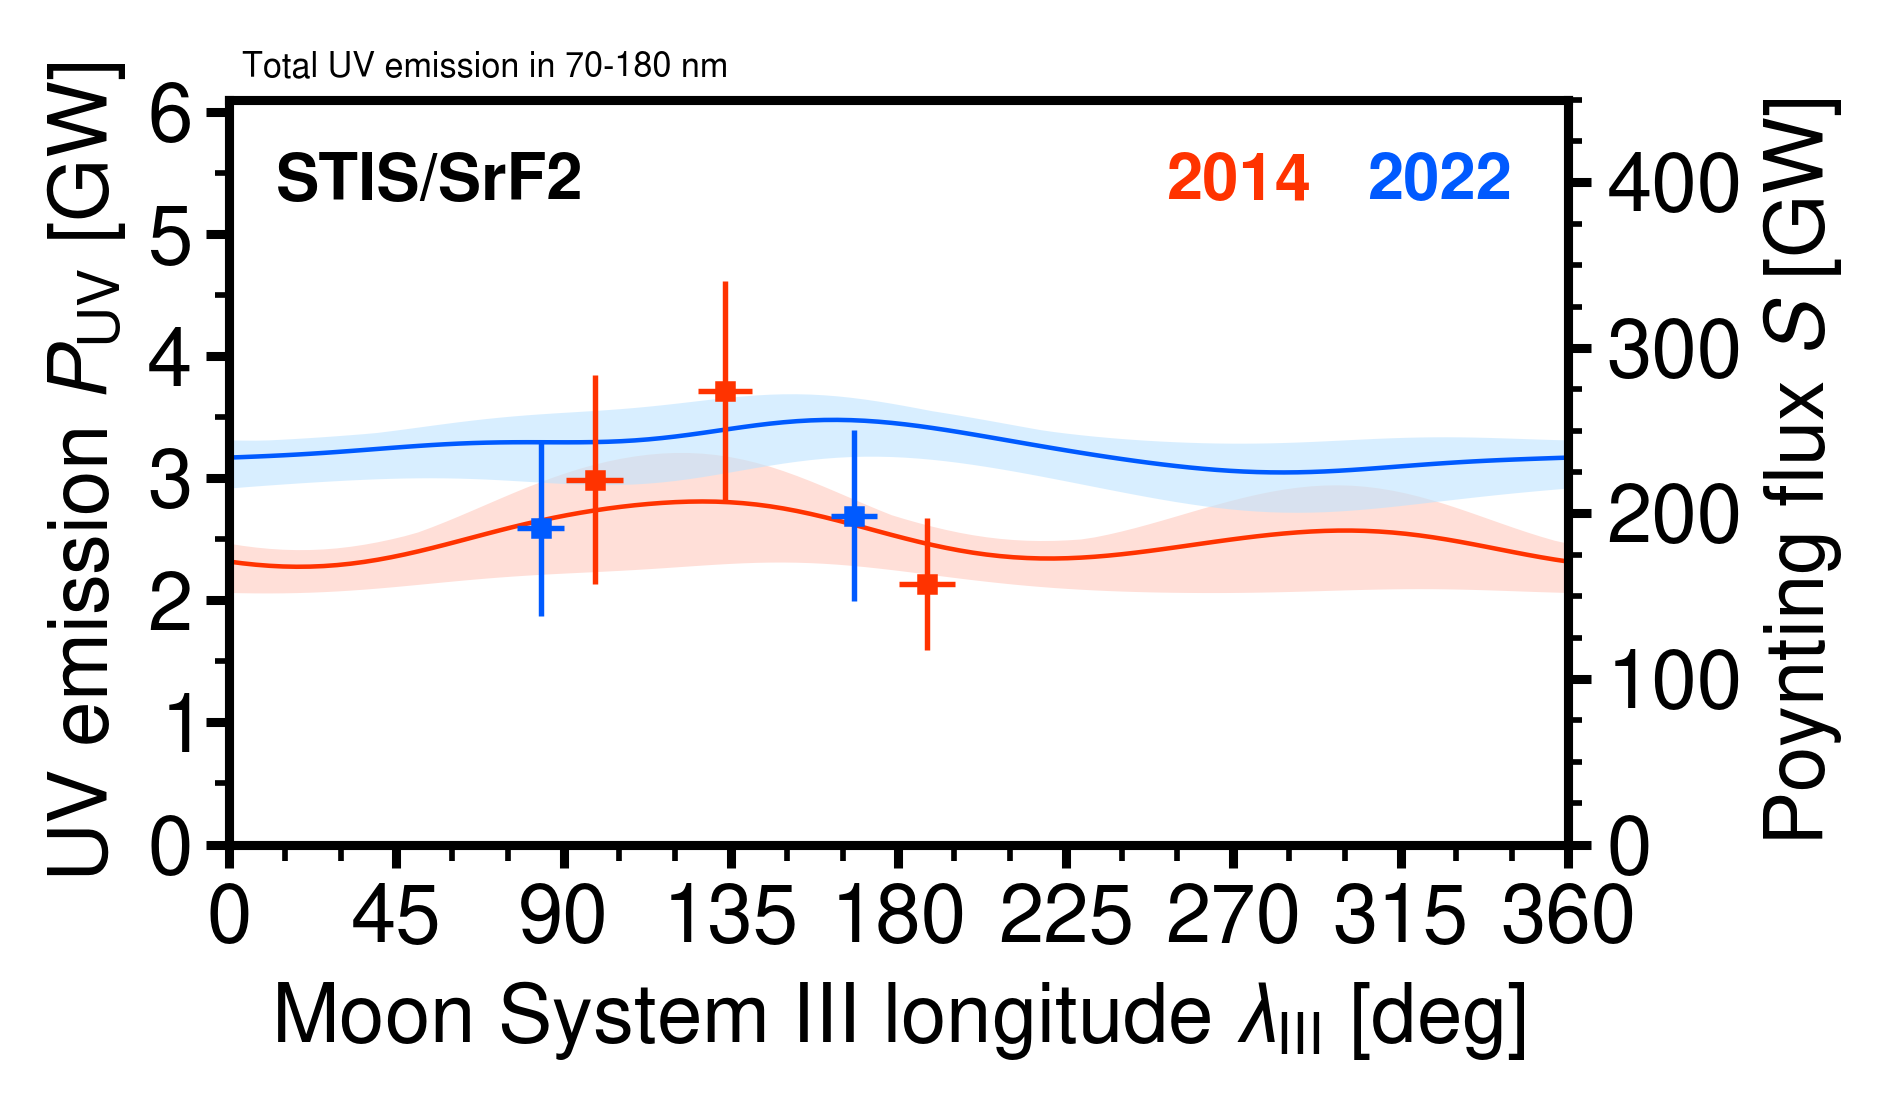 Total UV emission in 70-180 nm
STIS/SrF2
2014 2022
UV emission PUV [GW]
6
5
4
3
2
1
0
400
300
200
100
0
Poynting flux S [GW]
0 45 90 135 180 225 270 315 360
Moon System III longitude λIII [deg]